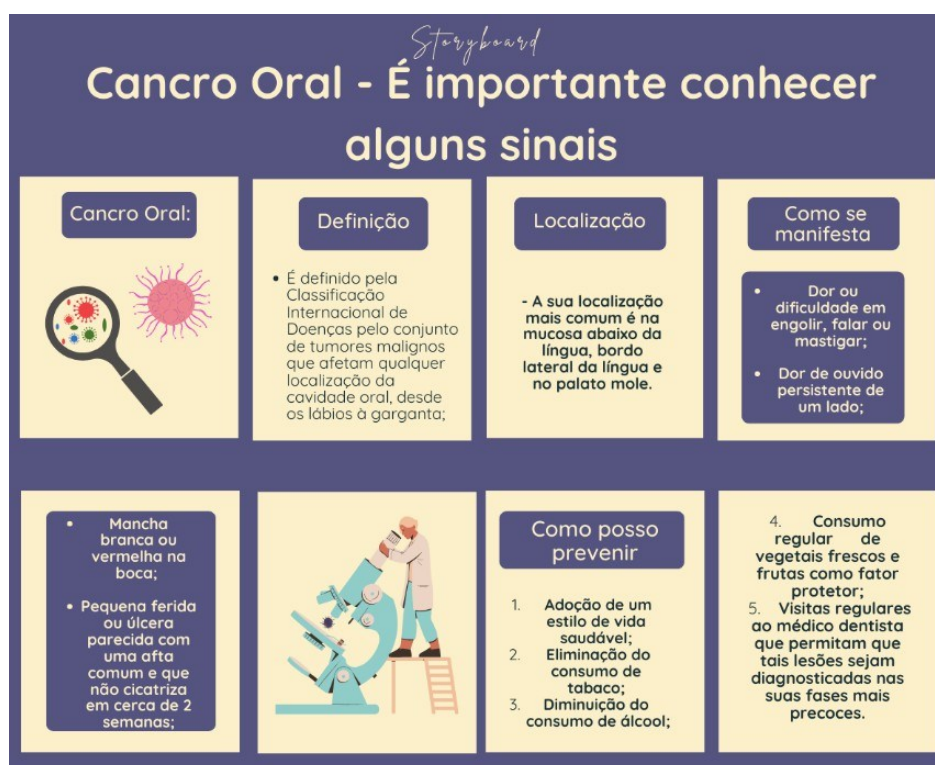 Storyboard
Cancro Oral - É importante conhecer
alguns sinais
Cancro Oral:
Definição
• É definido pela
Classificação
Internacional de
Doenças pelo conjunto
de tumores malignos
que afetam qualquer
localização da
cavidade oral, desde
os lábios à garganta;
Localização
- A sua localização
mais comum é na
mucosa abaixo da
língua, bordo
lateral da língua e
no palato mole.
Como se
manifesta
• Dor ou
dificuldade em
engolir, falar ou
mastigar;
• Dor de ouvido
persistente de
um lado;
• Mancha
branca ou
vermelha na
boca;
• Pequena ferida
ou úlcera
parecida com
uma afta
comum e que
não cicatriza
em cerca de 2
semanas;
Como posso
prevenir
1. Adoção de um
estilo de vida
saudável;
2. Eliminação do
consumo de
tabaco;
3. Diminuição do
consumo de álcool;
4. Consumo
regular de
vegetais frescos e
frutas como fator
protetor;
5. Visitas regulares
ao médico dentista
que permitam que
tais lesões sejam
diagnosticadas nas
suas fases mais
precoces.